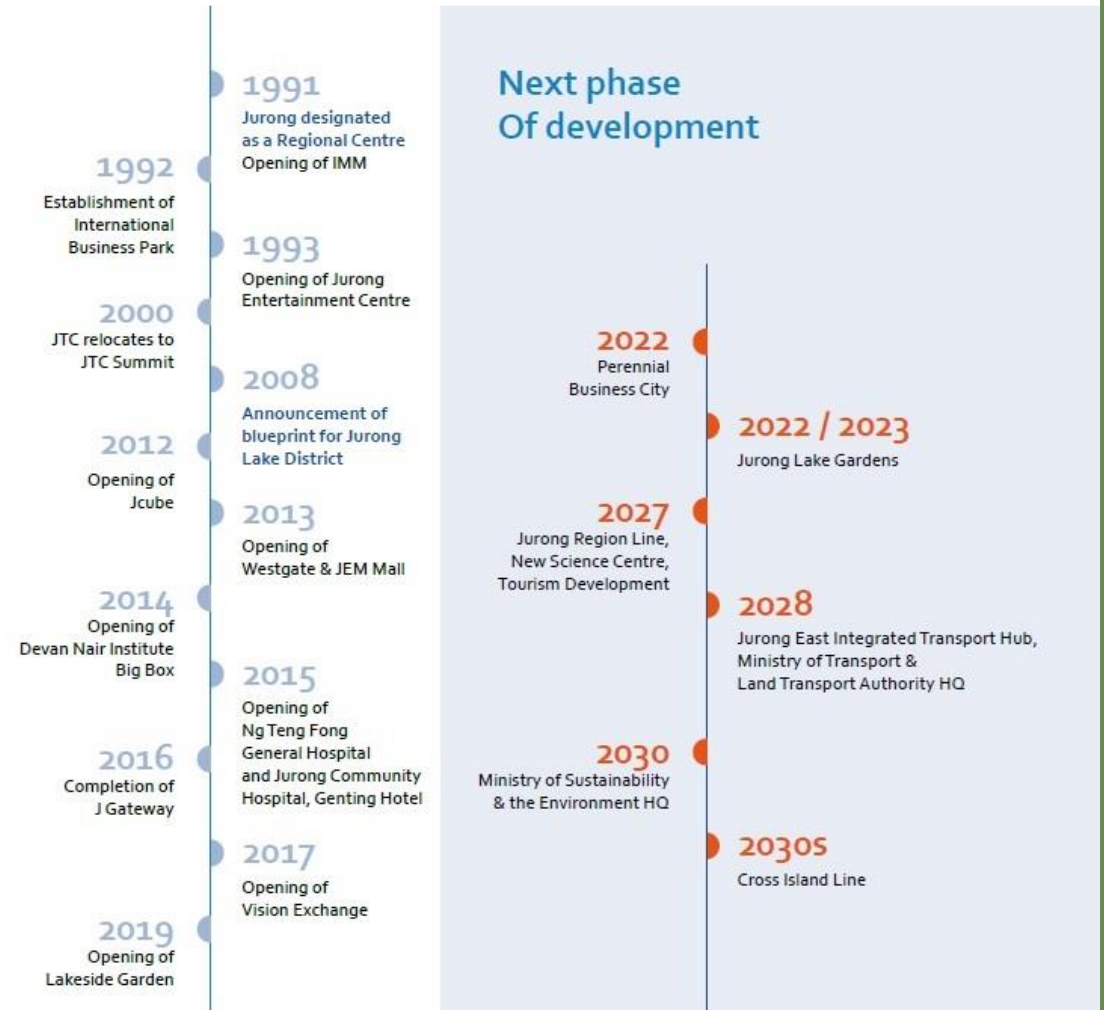 1991
Jurong designated
as a Regional Centre
Opening of IMM
1992
Establishment of
International
Business Park
1993
Opening of Jurong
Entertainment Centre
2000
JTC relocates to
JTC Summit
2008
Announcement of
blueprint for Jurong
Lake District
2012
Opening of
Jcube
2013
Opening of
Westgate & JEM Mall
2014
Opening of
Devan Nair Institute
Big Box
2015
Opening of
Ng Teng Fong
General Hospital
and Jurong Community
Hospital, Genting Hotel
2016
Completion of
J Gateway
2017
Opening of
Vision Exchange
2019
Opening of
Lakeside Garden
Next phase
Of development
2022
Perennial
Business City
2022 / 2023
Jurong Lake Gardens
2027
Jurong Region Line,
New Science Centre,
Tourism Development
2028
Jurong East Integrated Transport Hub,
Ministry of Transport &
Land Transport Authority HQ
2030
Ministry of Sustainability
& the Environment HQ
2030s
Cross Island Line